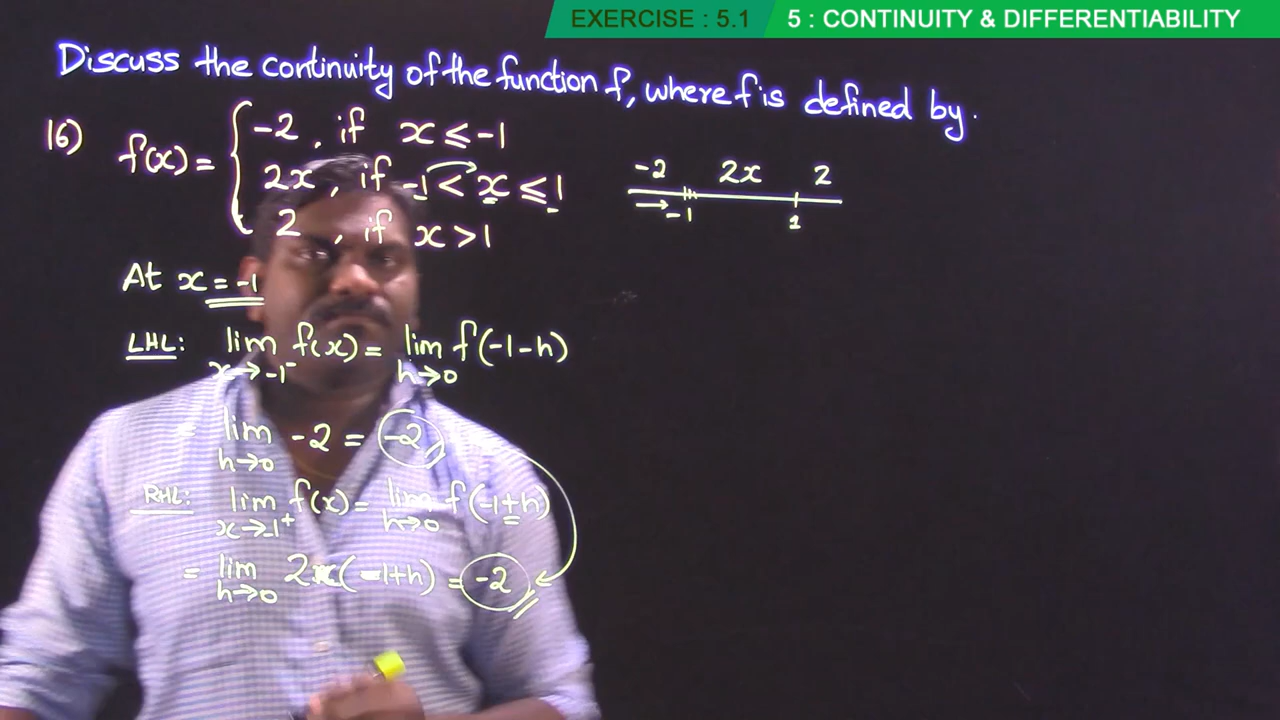 EXERCISE : 5.1 5 : CONTINUITY & DIFFERENTIABILITY
Discuss the continuity of the function f, where f is defined by.
16) f(x) = { -2 , if x ≤ -1
2x , if -1 < x ≤ 1
2 , if x > 1
-2 2x 2
-1 1
At x = -1
LHL: lim x→-1⁻ f(x) = lim h→0 f(-1-h)
= lim h→0 -2 = -2
RHL: lim x→-1⁺ f(x) = lim h→0 f(-1+h)
= lim h→0 2x(-1+h) = -2